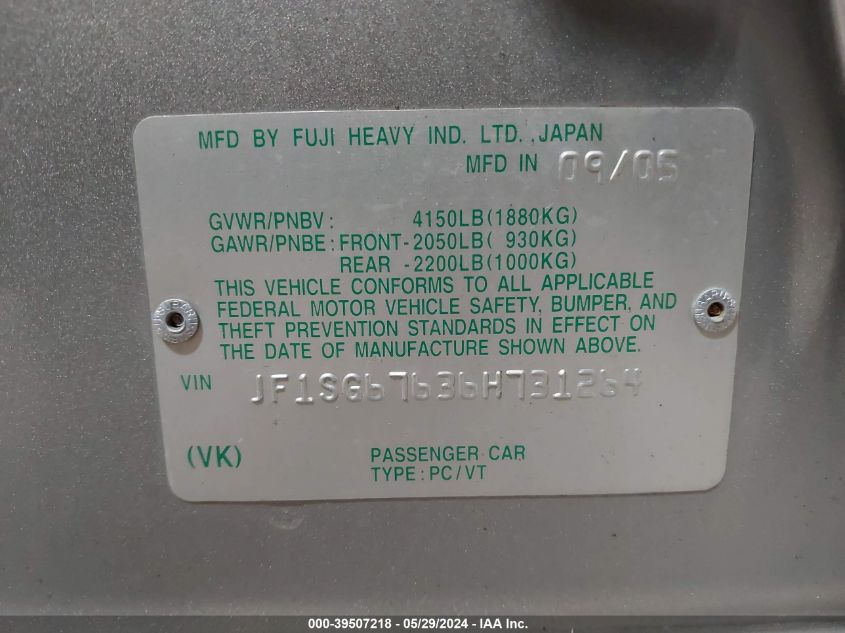 MFD BY FUJI HEAVY IND. LTD., JAPAN
MFD IN 09/05
GVWR/PNBV: 4150LB(1880KG)
GAWR/PNBE: FRONT-2050LB( 930KG)
REAR -2200LB(1000KG)
THIS VEHICLE CONFORMS TO ALL APPLICABLE
FEDERAL MOTOR VEHICLE SAFETY, BUMPER, AND
THEFT PREVENTION STANDARDS IN EFFECT ON
THE DATE OF MANUFACTURE SHOWN ABOVE.
VIN JF1SG67636H731264
(VK) PASSENGER CAR
TYPE: PC/VT
000-39507218 - 05/29/2024 - IAA Inc.